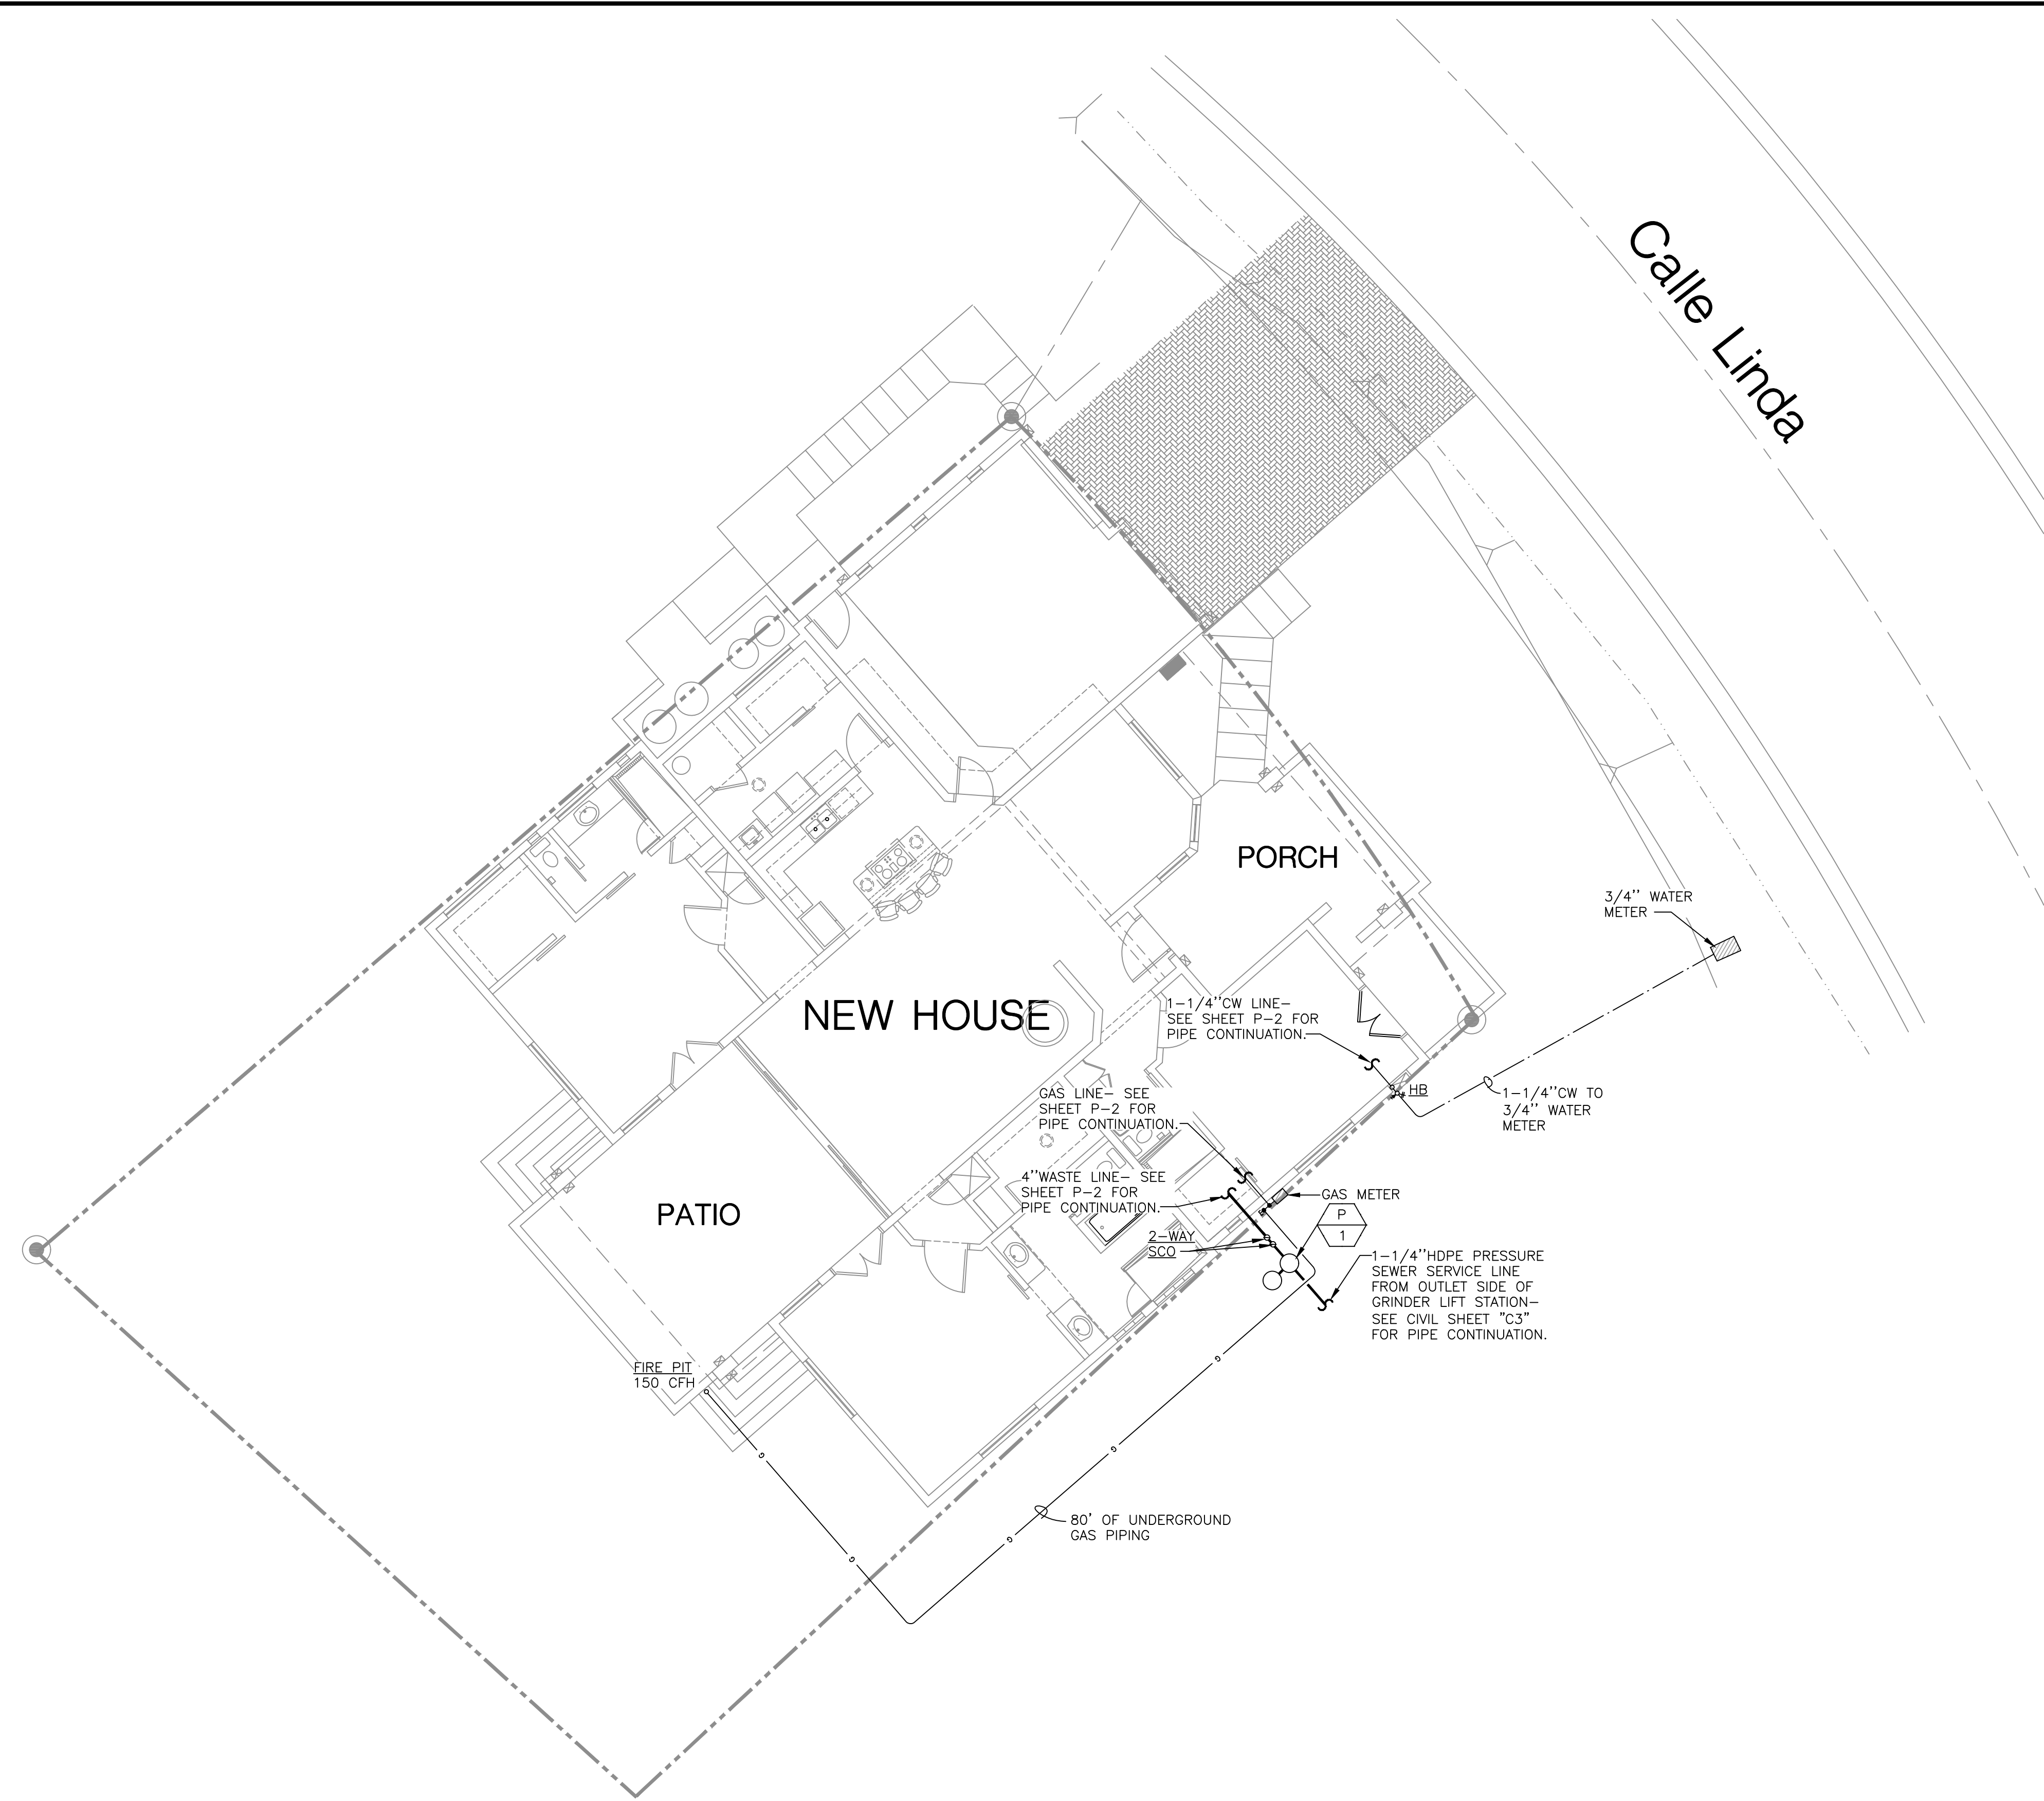 Calle Linda
PORCH
3/4'' WATER
METER
NEW HOUSE
1-1/4''CW LINE-
SEE SHEET P-2 FOR
PIPE CONTINUATION.
HB
1-1/4''CW TO
3/4'' WATER
METER
GAS LINE- SEE
SHEET P-2 FOR
PIPE CONTINUATION.
4''WASTE LINE- SEE
SHEET P-2 FOR
PIPE CONTINUATION.
GAS METER
PATIO
P
1
2-WAY
SCO
1-1/4''HDPE PRESSURE
SEWER SERVICE LINE
FROM OUTLET SIDE OF
GRINDER LIFT STATION-
SEE CIVIL SHEET "C3"
FOR PIPE CONTINUATION.
FIRE PIT
150 CFH
G
G
G
G
G
80' OF UNDERGROUND
GAS PIPING